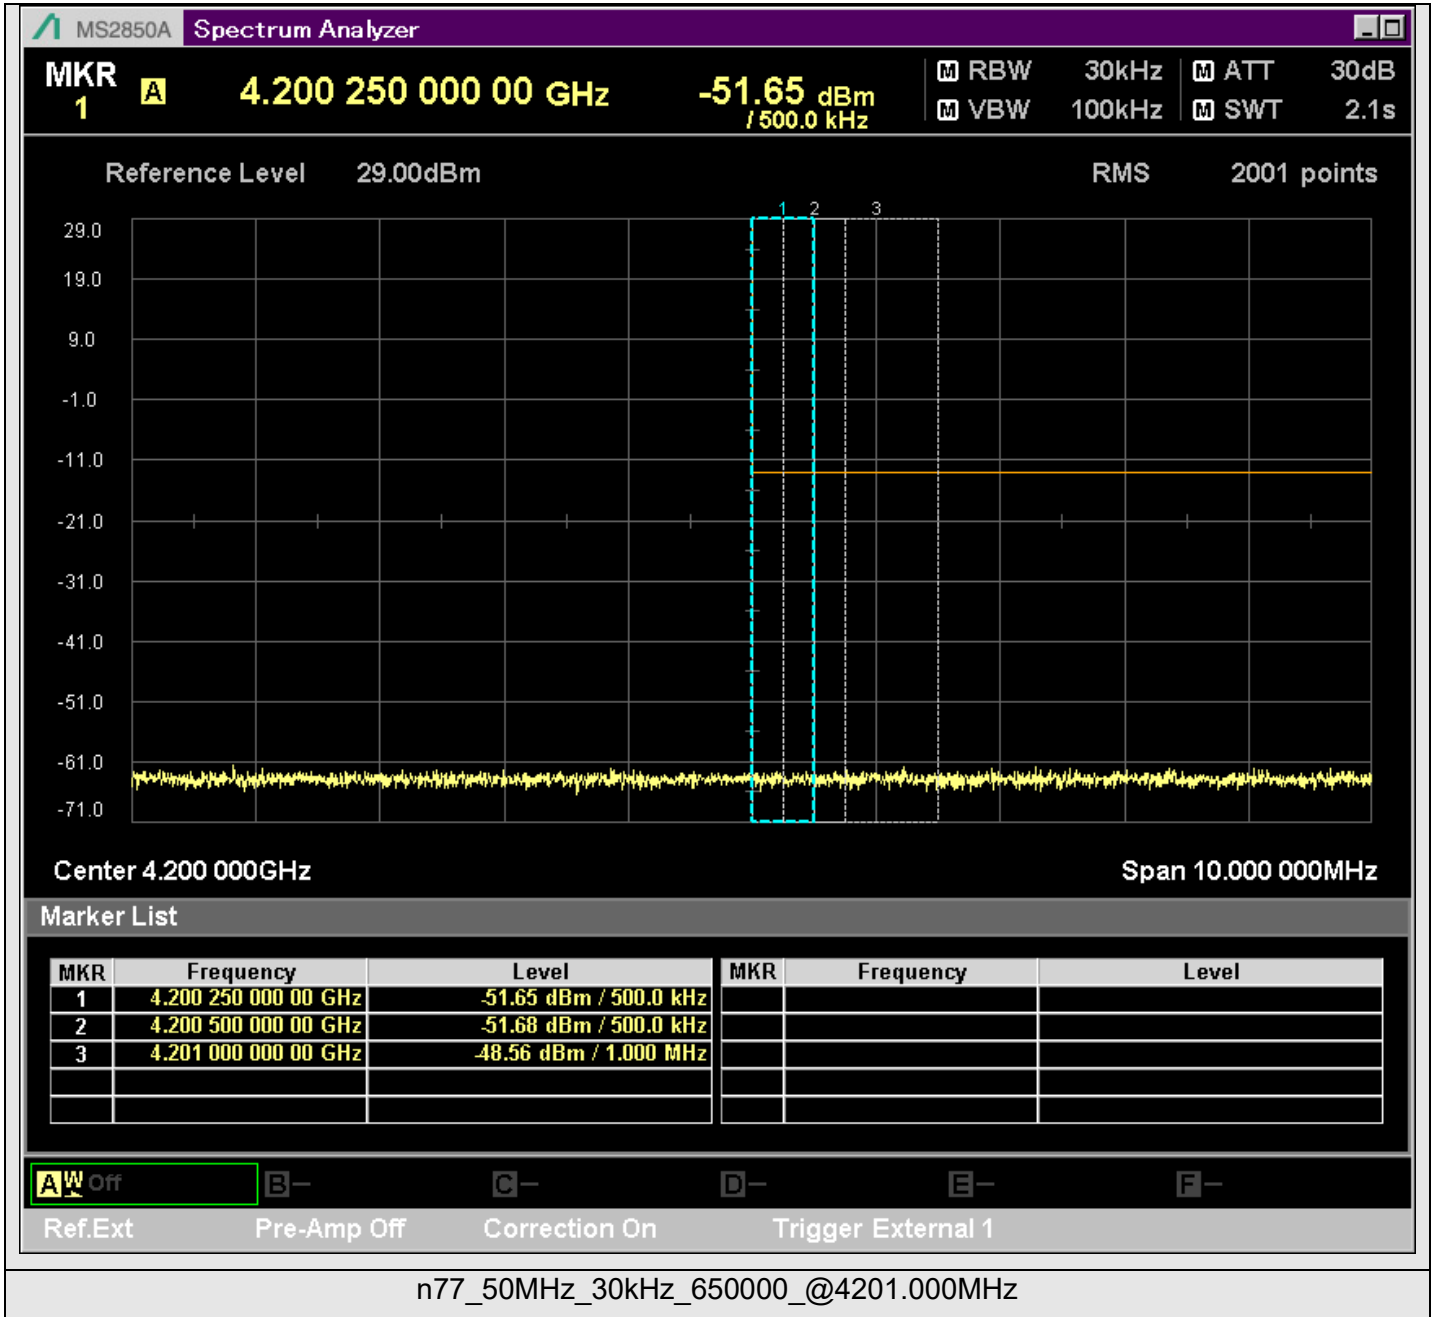 MS2850A Spectrum Analyzer
MKR 1 A 4.200 250 000 00 GHz -51.65 dBm / 500.0 kHz
M RBW 30kHz M ATT 30dB
M VBW 100kHz M SWT 2.1s
Reference Level 29.00dBm RMS 2001 points
1 2 3
29.0
19.0
9.0
-1.0
-11.0
-21.0
-31.0
-41.0
-51.0
-61.0
-71.0
Center 4.200 000GHz Span 10.000 000MHz
Marker List
MKR Frequency Level MKR Frequency Level
1 4.200 250 000 00 GHz -51.65 dBm / 500.0 kHz
2 4.200 500 000 00 GHz -51.68 dBm / 500.0 kHz
3 4.201 000 000 00 GHz -48.56 dBm / 1.000 MHz
A W Off B - C - D - E - F -
Ref.Ext Pre-Amp Off Correction On Trigger External 1
n77_50MHz_30kHz_650000_@4201.000MHz